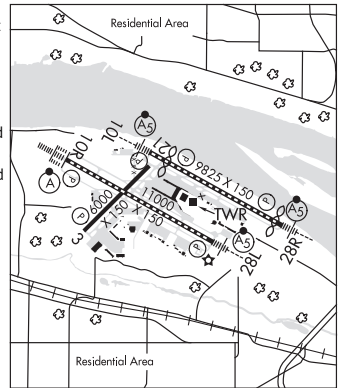 Residential Area
d
d
A5
10L
21
P
9825 X 150
A
10R
P
P
A5
TWR
6000 X 150
11000 X 150
P
P
A5
3
28R
28L
Residential Area